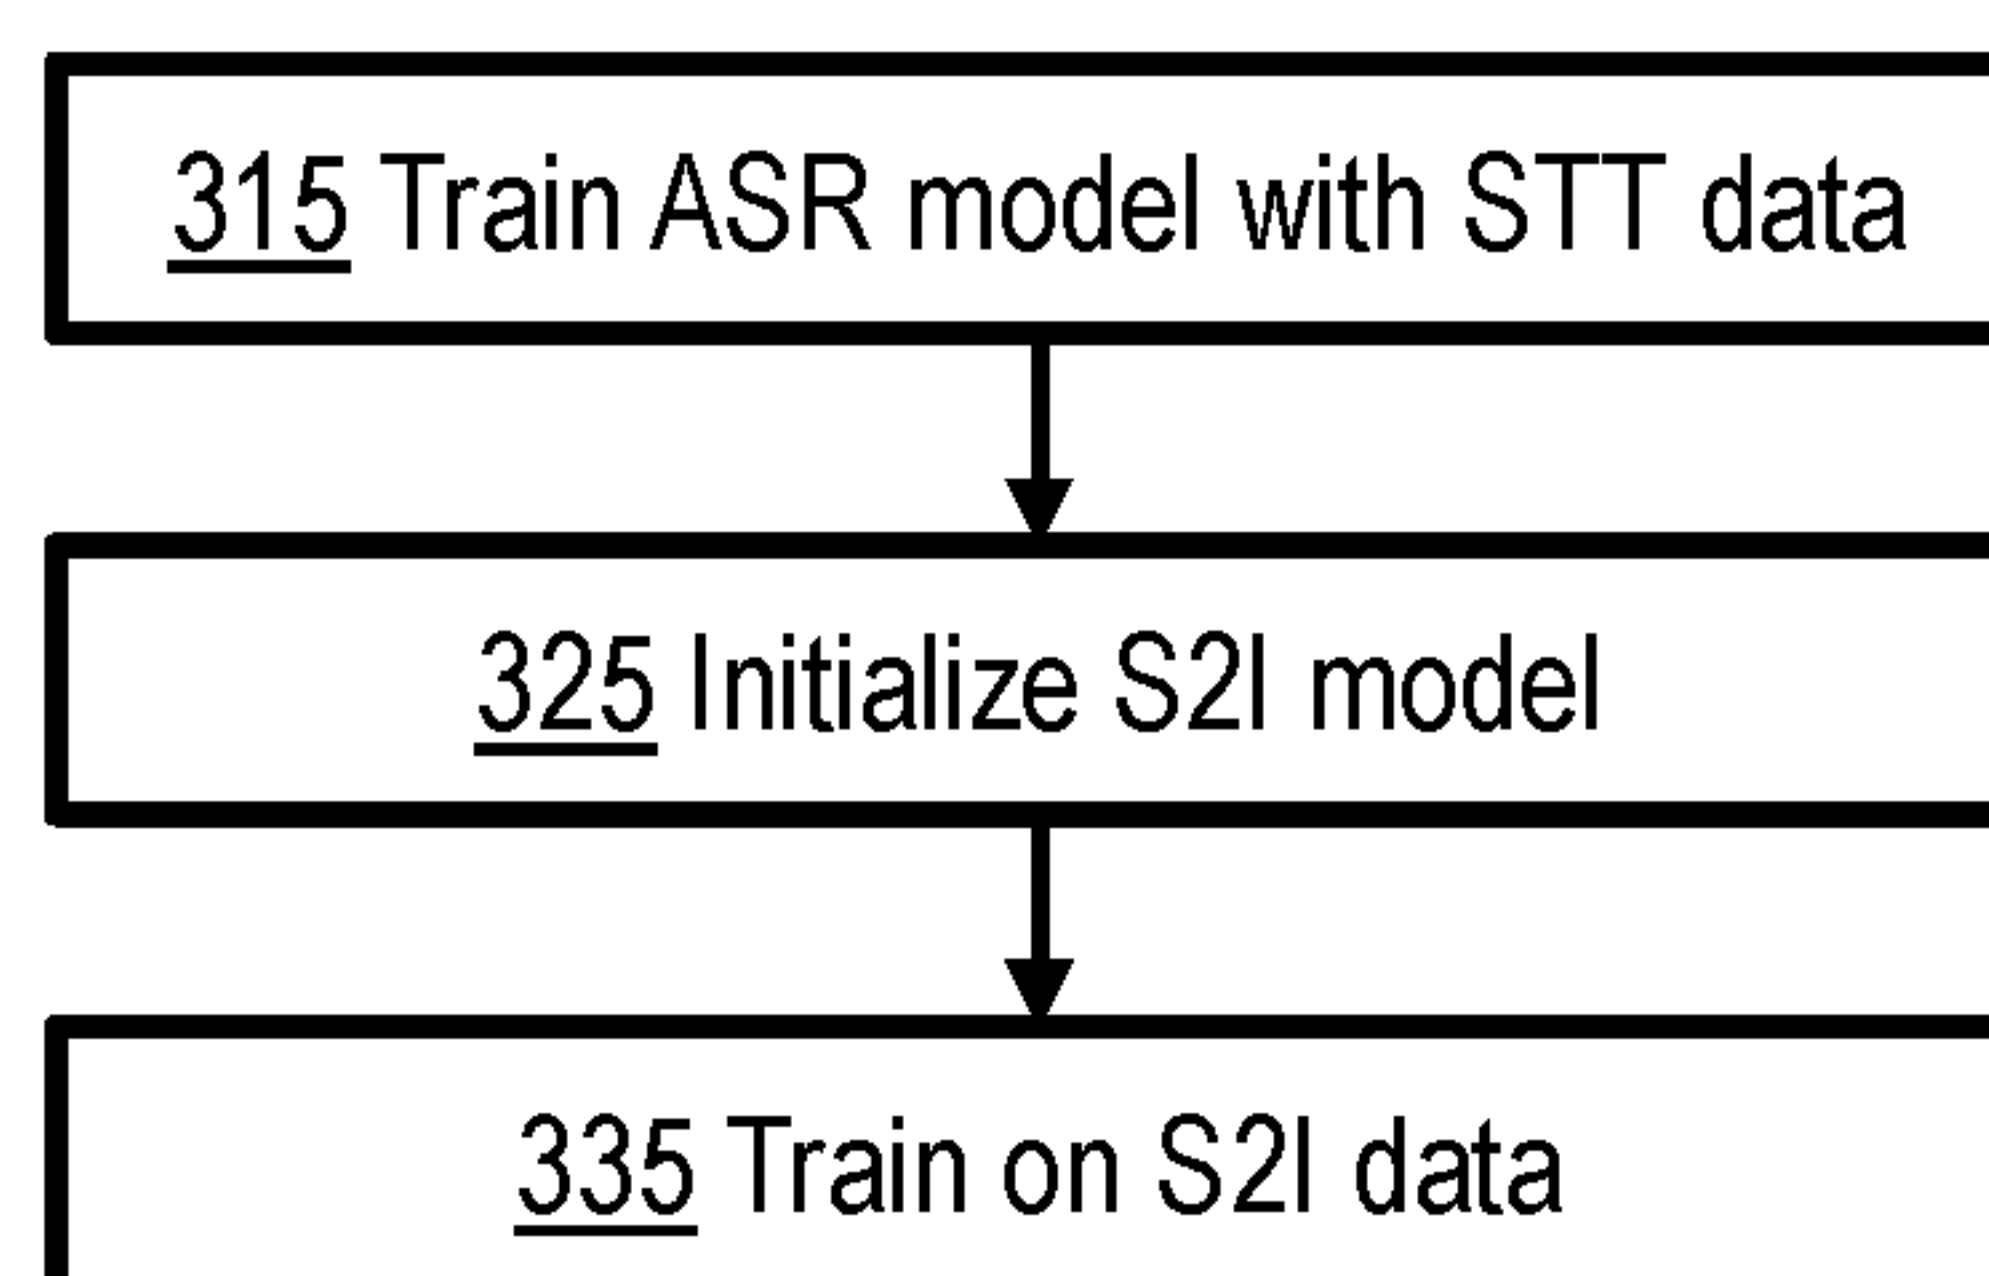 315 Train ASR model with STT data
325 Initialize S2I model
335 Train on S2I data